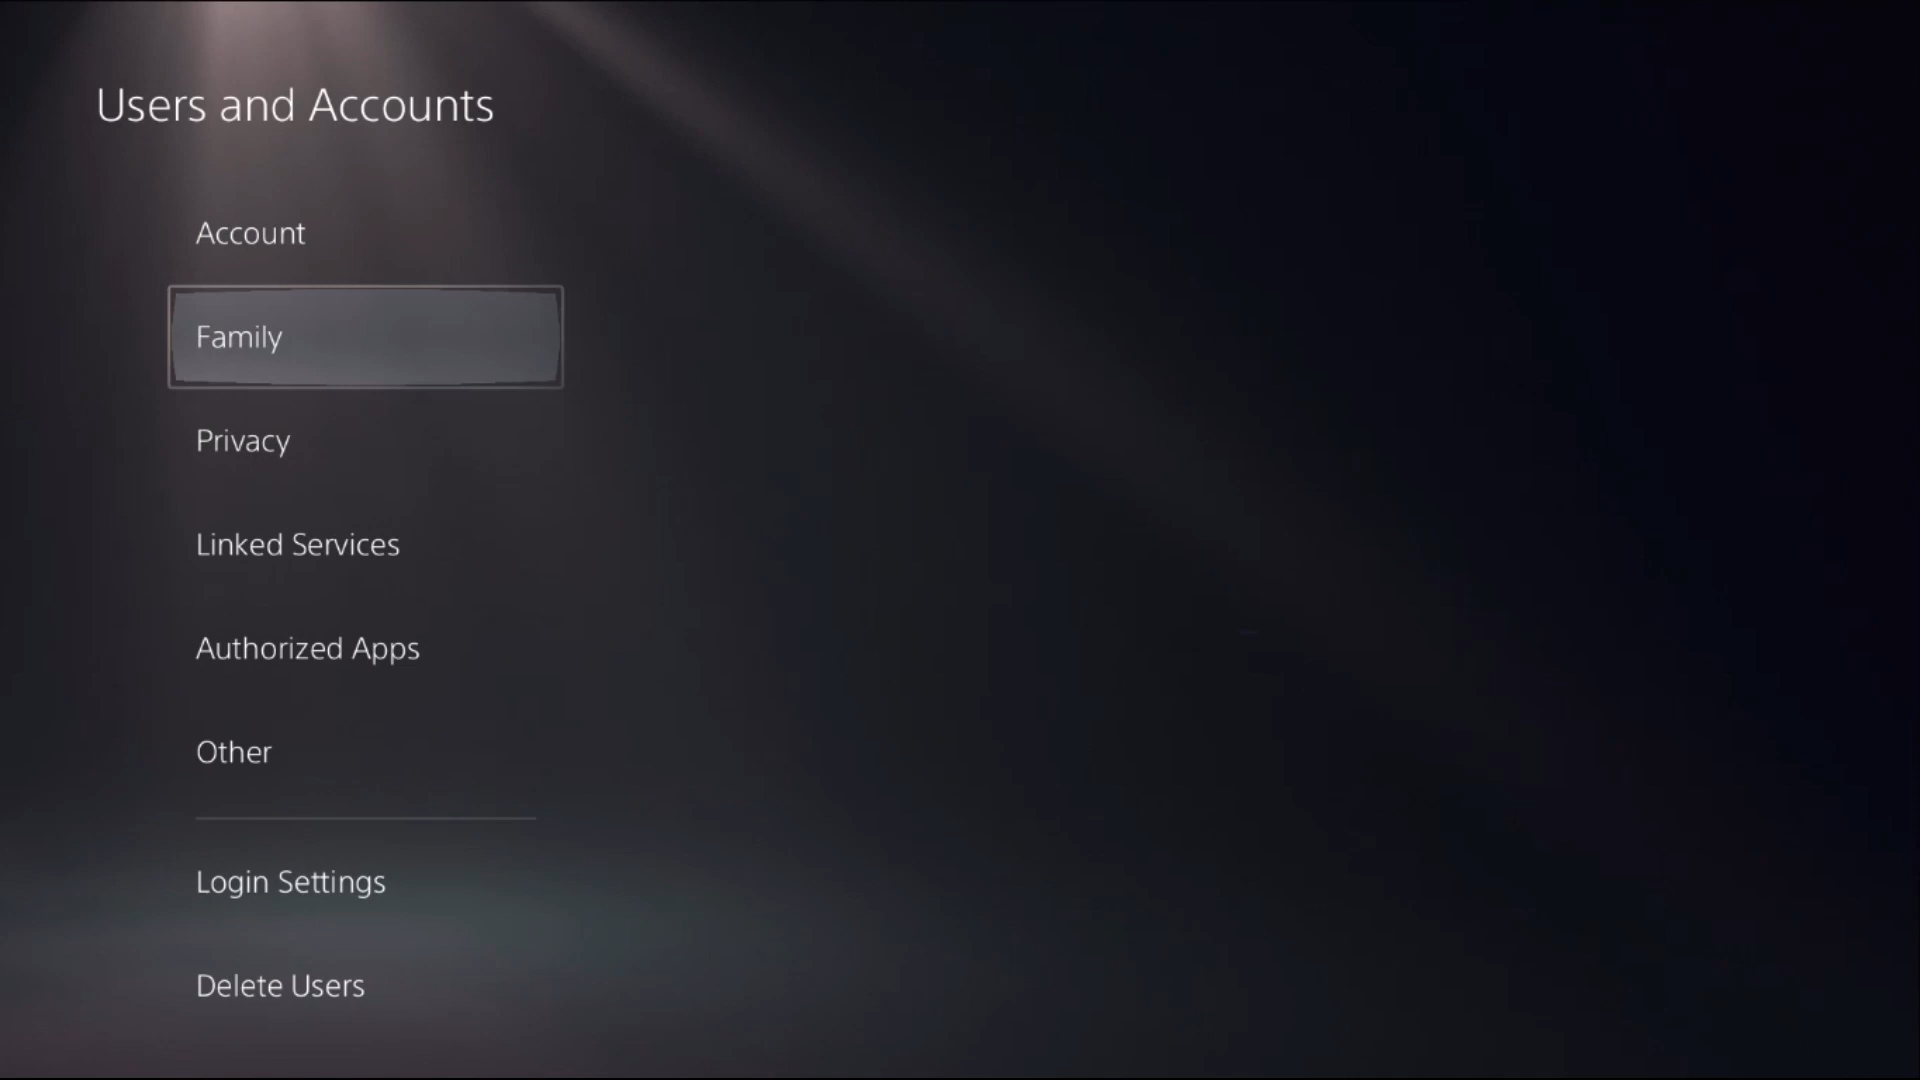 Users and Accounts
Account
Family
Privacy
Linked Services
Authorized Apps
Other
Login Settings
Delete Users